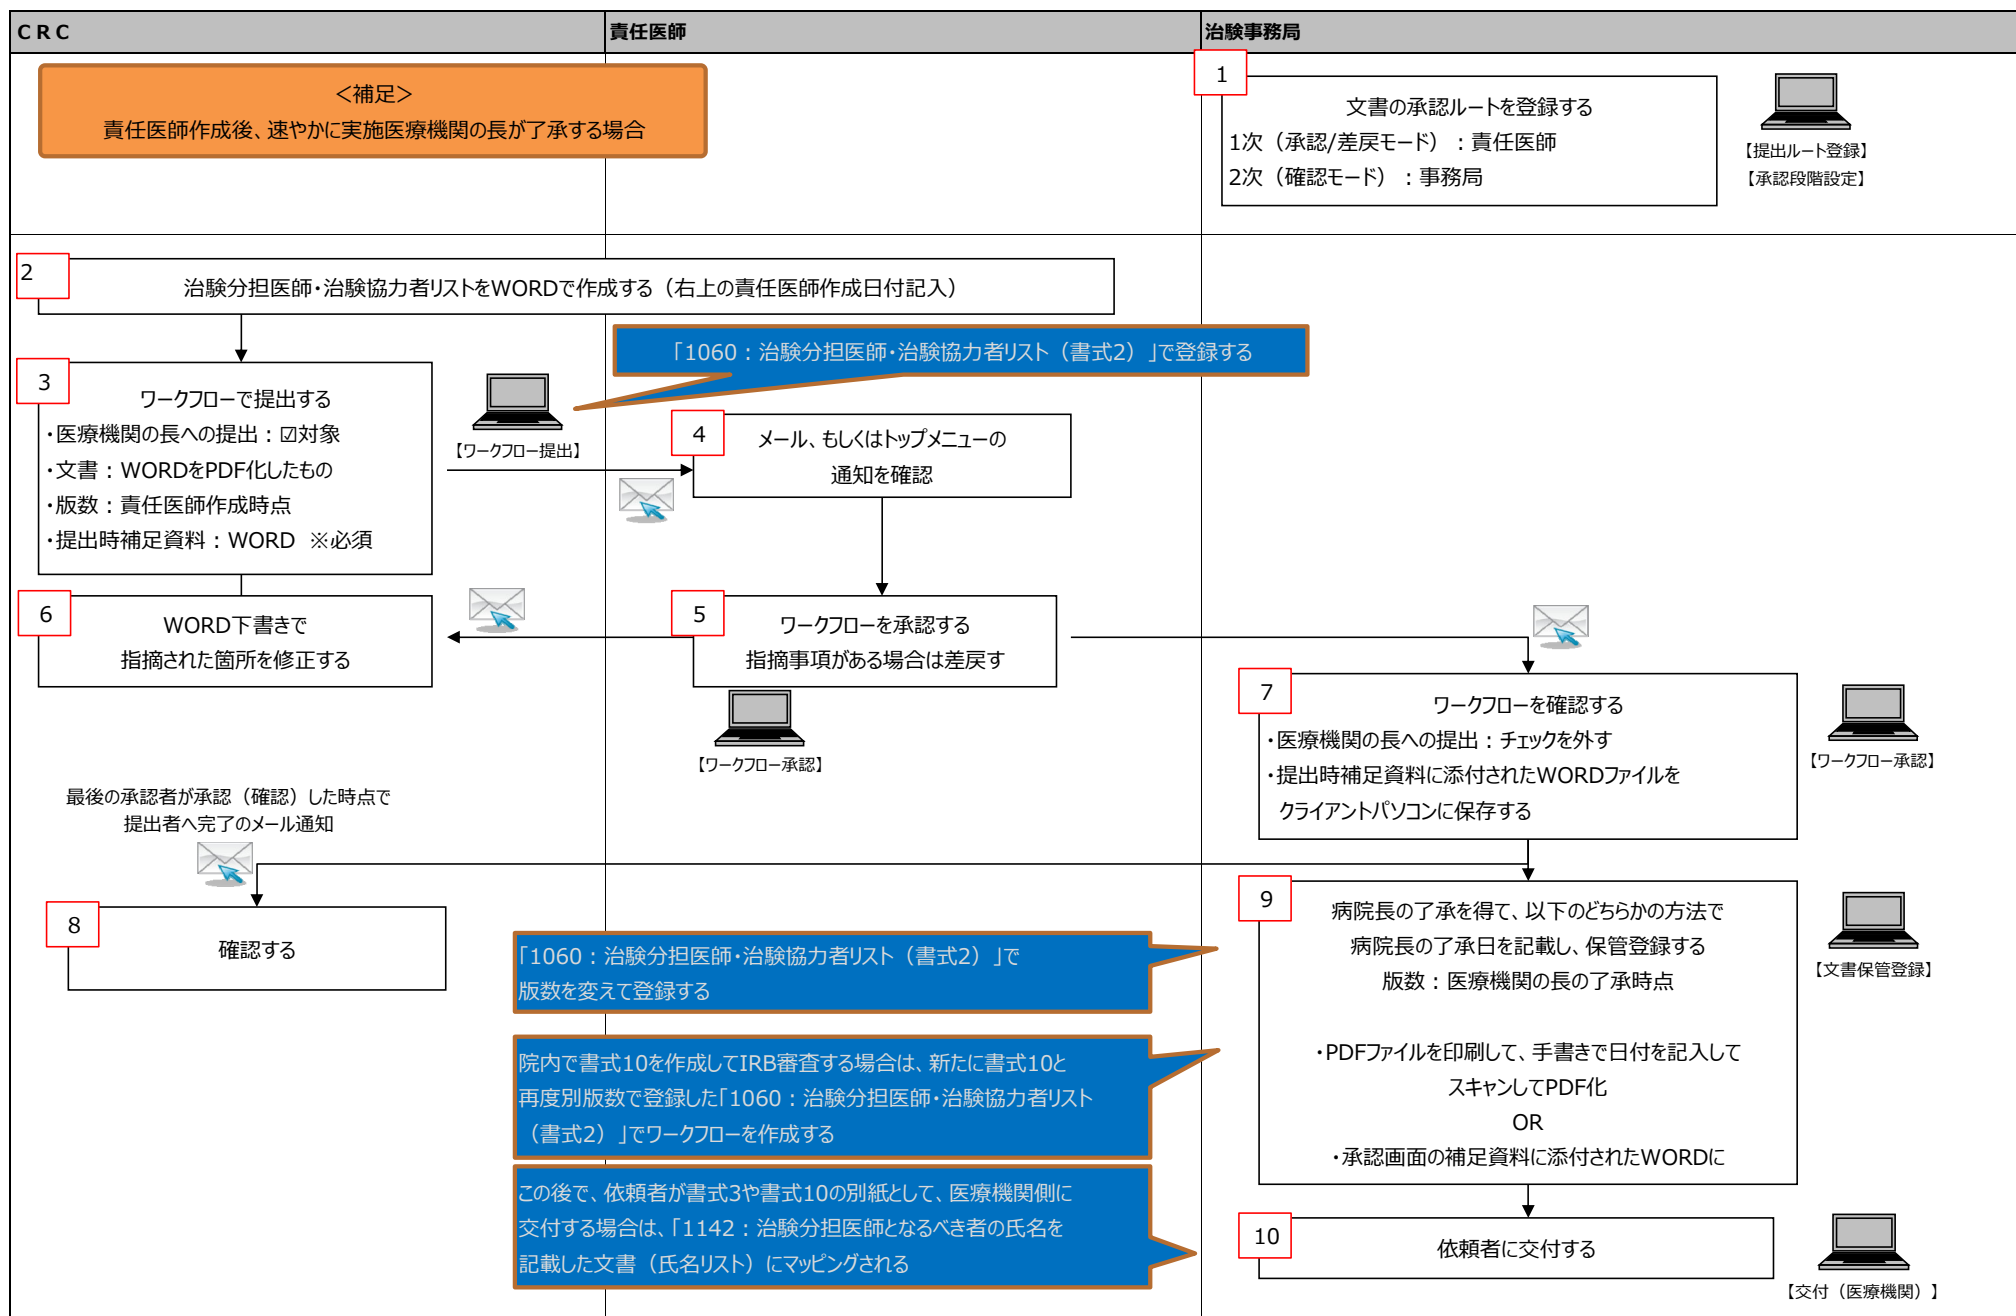 ＣＲＣ
責任医師
治験事務局
＜補足＞
責任医師作成後、速やかに実施医療機関の長が了承する場合
1
文書の承認ルートを登録する
1次（承認/差戻モード）：責任医師
2次（確認モード）：事務局
【提出ルート登録】
【承認段階設定】
2
治験分担医師・治験協力者リストをWORDで作成する（右上の責任医師作成日付記入）
「1060：治験分担医師・治験協力者リスト（書式2）」で登録する
3
ワークフローで提出する
・医療機関の長への提出：☑対象
・文書：WORDをPDF化したもの
・版数：責任医師作成時点
・提出時補足資料：WORD　※必須
【ワークフロー提出】
4
メール、もしくはトップメニューの
通知を確認
5
ワークフローを承認する
指摘事項がある場合は差戻す
【ワークフロー承認】
6
WORD下書きで
指摘された箇所を修正する
7
ワークフローを確認する
・医療機関の長への提出：チェックを外す
・提出時補足資料に添付されたWORDファイルを
クライアントパソコンに保存する
【ワークフロー承認】
最後の承認者が承認（確認）した時点で
提出者へ完了のメール通知
8
確認する
9
病院長の了承を得て、以下のどちらかの方法で
病院長の了承日を記載し、保管登録する
版数：医療機関の長の了承時点
・PDFファイルを印刷して、手書きで日付を記入して
スキャンしてPDF化
OR
・承認画面の補足資料に添付されたWORDに
【文書保管登録】
「1060：治験分担医師・治験協力者リスト（書式2）」で
版数を変えて登録する
院内で書式10を作成してIRB審査する場合は、新たに書式10と
再度別版数で登録した「1060：治験分担医師・治験協力者リスト
（書式2）」でワークフローを作成する
この後で、依頼者が書式3や書式10の別紙として、医療機関側に
交付する場合は、「1142：治験分担医師となるべき者の氏名を
記載した文書（氏名リスト）にマッピングされる
10
依頼者に交付する
【交付（医療機関）】